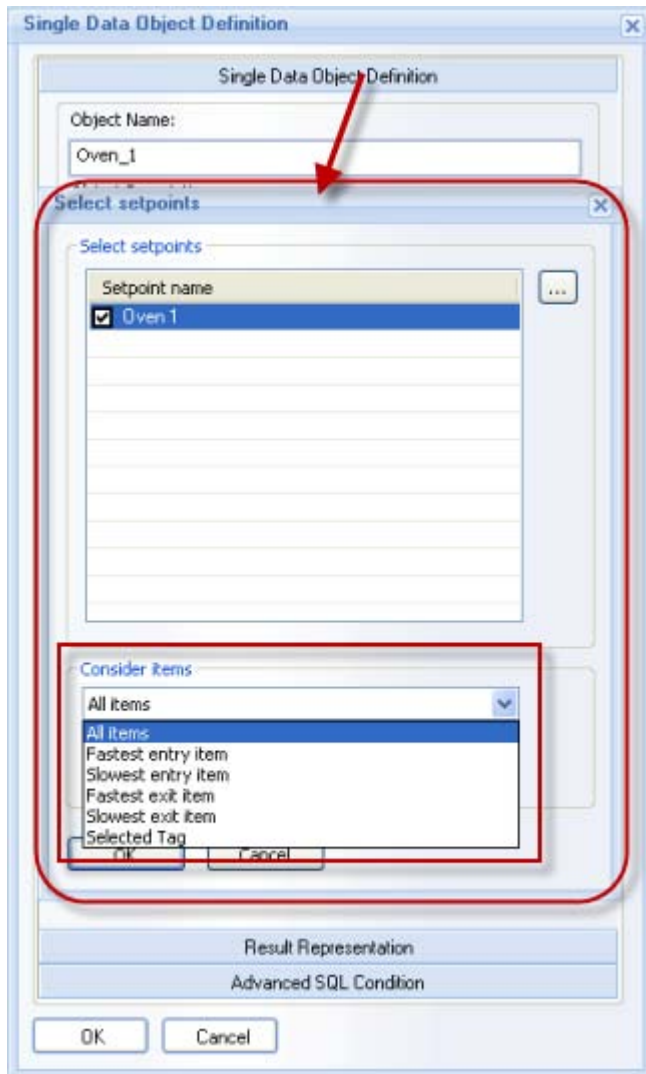 Single Data Object Definition
Single Data Object Definition
Object Name:
Oven_1
Select setpoints
Select setpoints
Setpoint name
...
Oven 1
Consider items
All items
All items
Fastest entry item
Slowest entry item
Fastest exit item
Slowest exit item
Selected Tag
OK
Cancel
Result Representation
Advanced SQL Condition
OK
Cancel